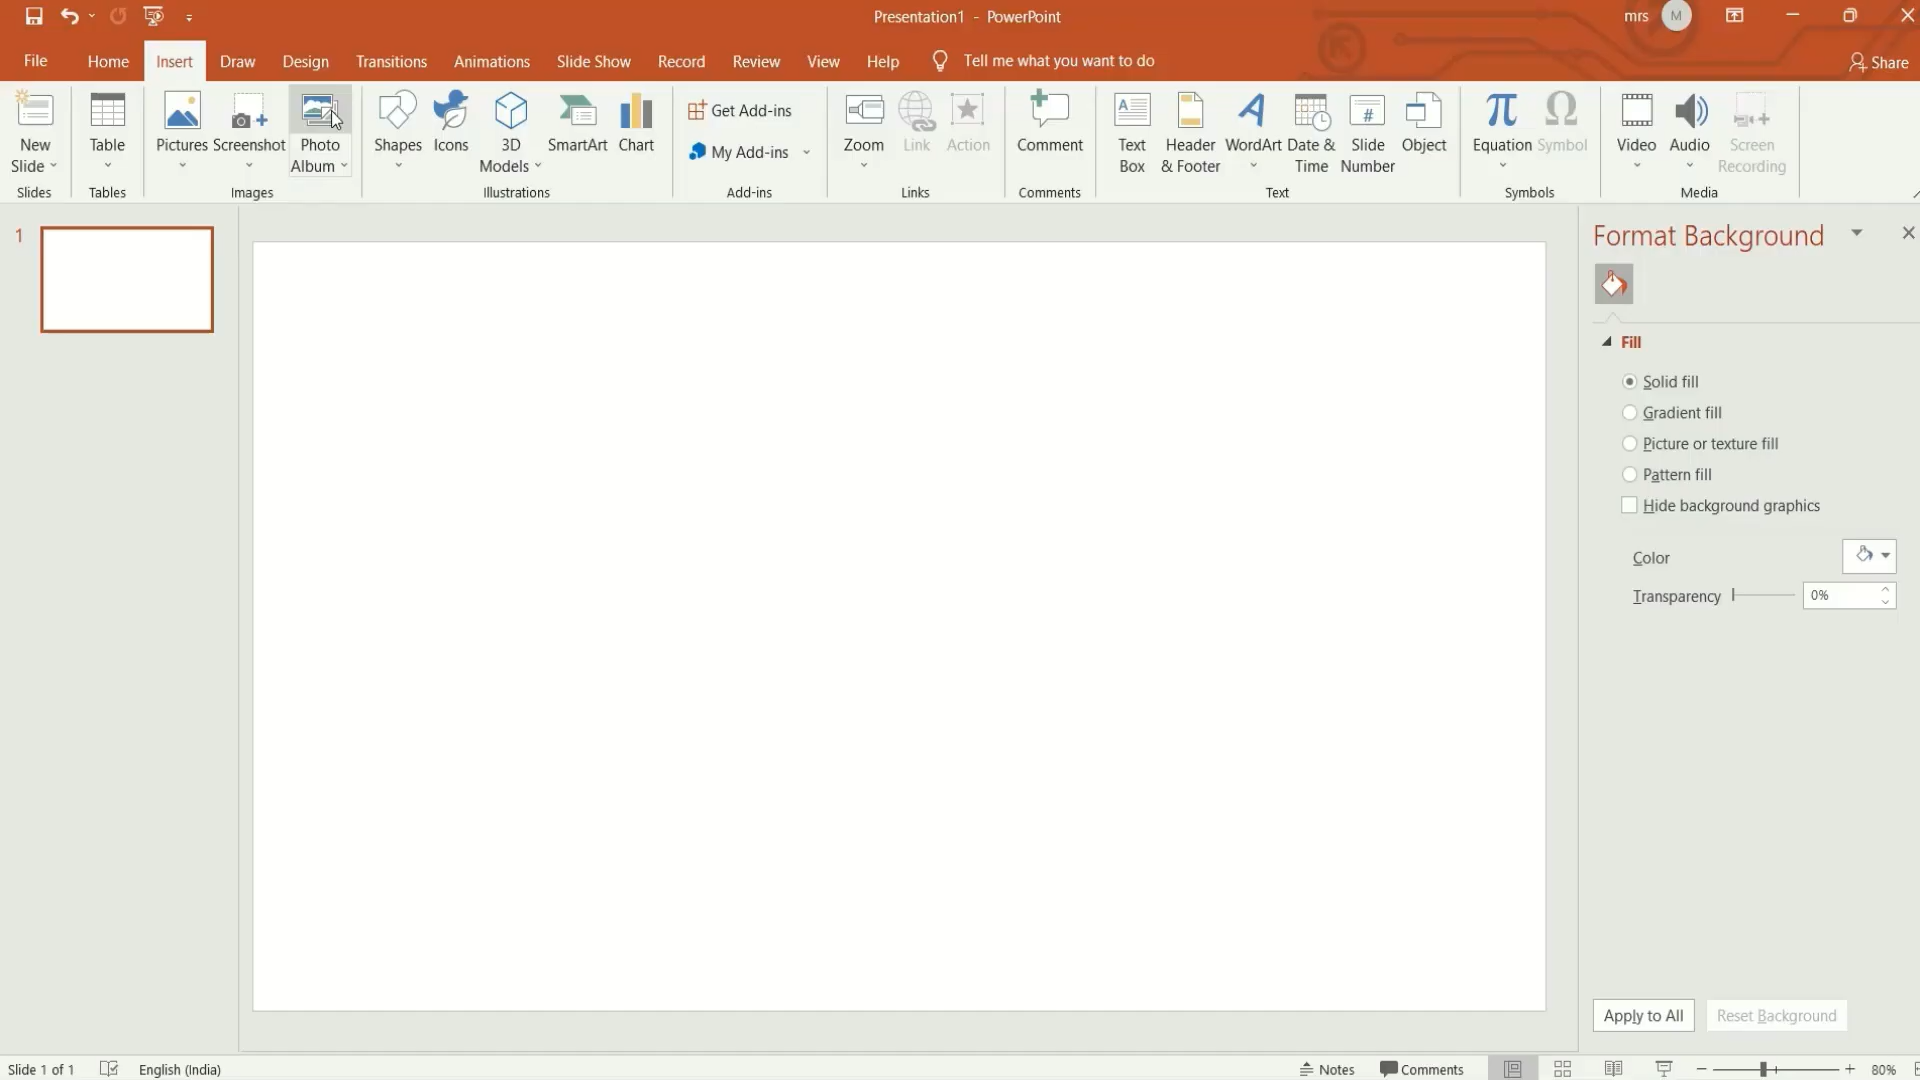 Presentation1 - PowerPoint
mrs
M
File Home Insert Draw Design Transitions Animations Slide Show Record Review View Help Tell me what you want to do
Share
New Slide
Table
Pictures Screenshot Photo Album
Shapes Icons 3D Models SmartArt Chart
Get Add-ins
My Add-ins
Zoom Link Action
Comment
Text Box Header & Footer WordArt Date & Time Slide Number Object
Equation Symbol
Video Audio Screen Recording
Slides Tables Images Illustrations Add-ins Links Comments Text Symbols Media
1
Format Background
Fill
Solid fill
Gradient fill
Picture or texture fill
Pattern fill
Hide background graphics
Color
Transparency 0%
Apply to All Reset Background
Slide 1 of 1 English (India) Notes Comments 80%